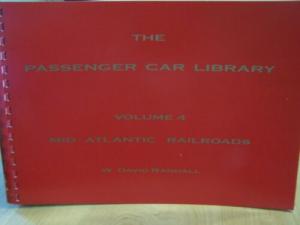 THE
PASSENGER CAR LIBRARY
VOLUME 4
MID-ATLANTIC RAILROADS
W. DAVID RANDALL